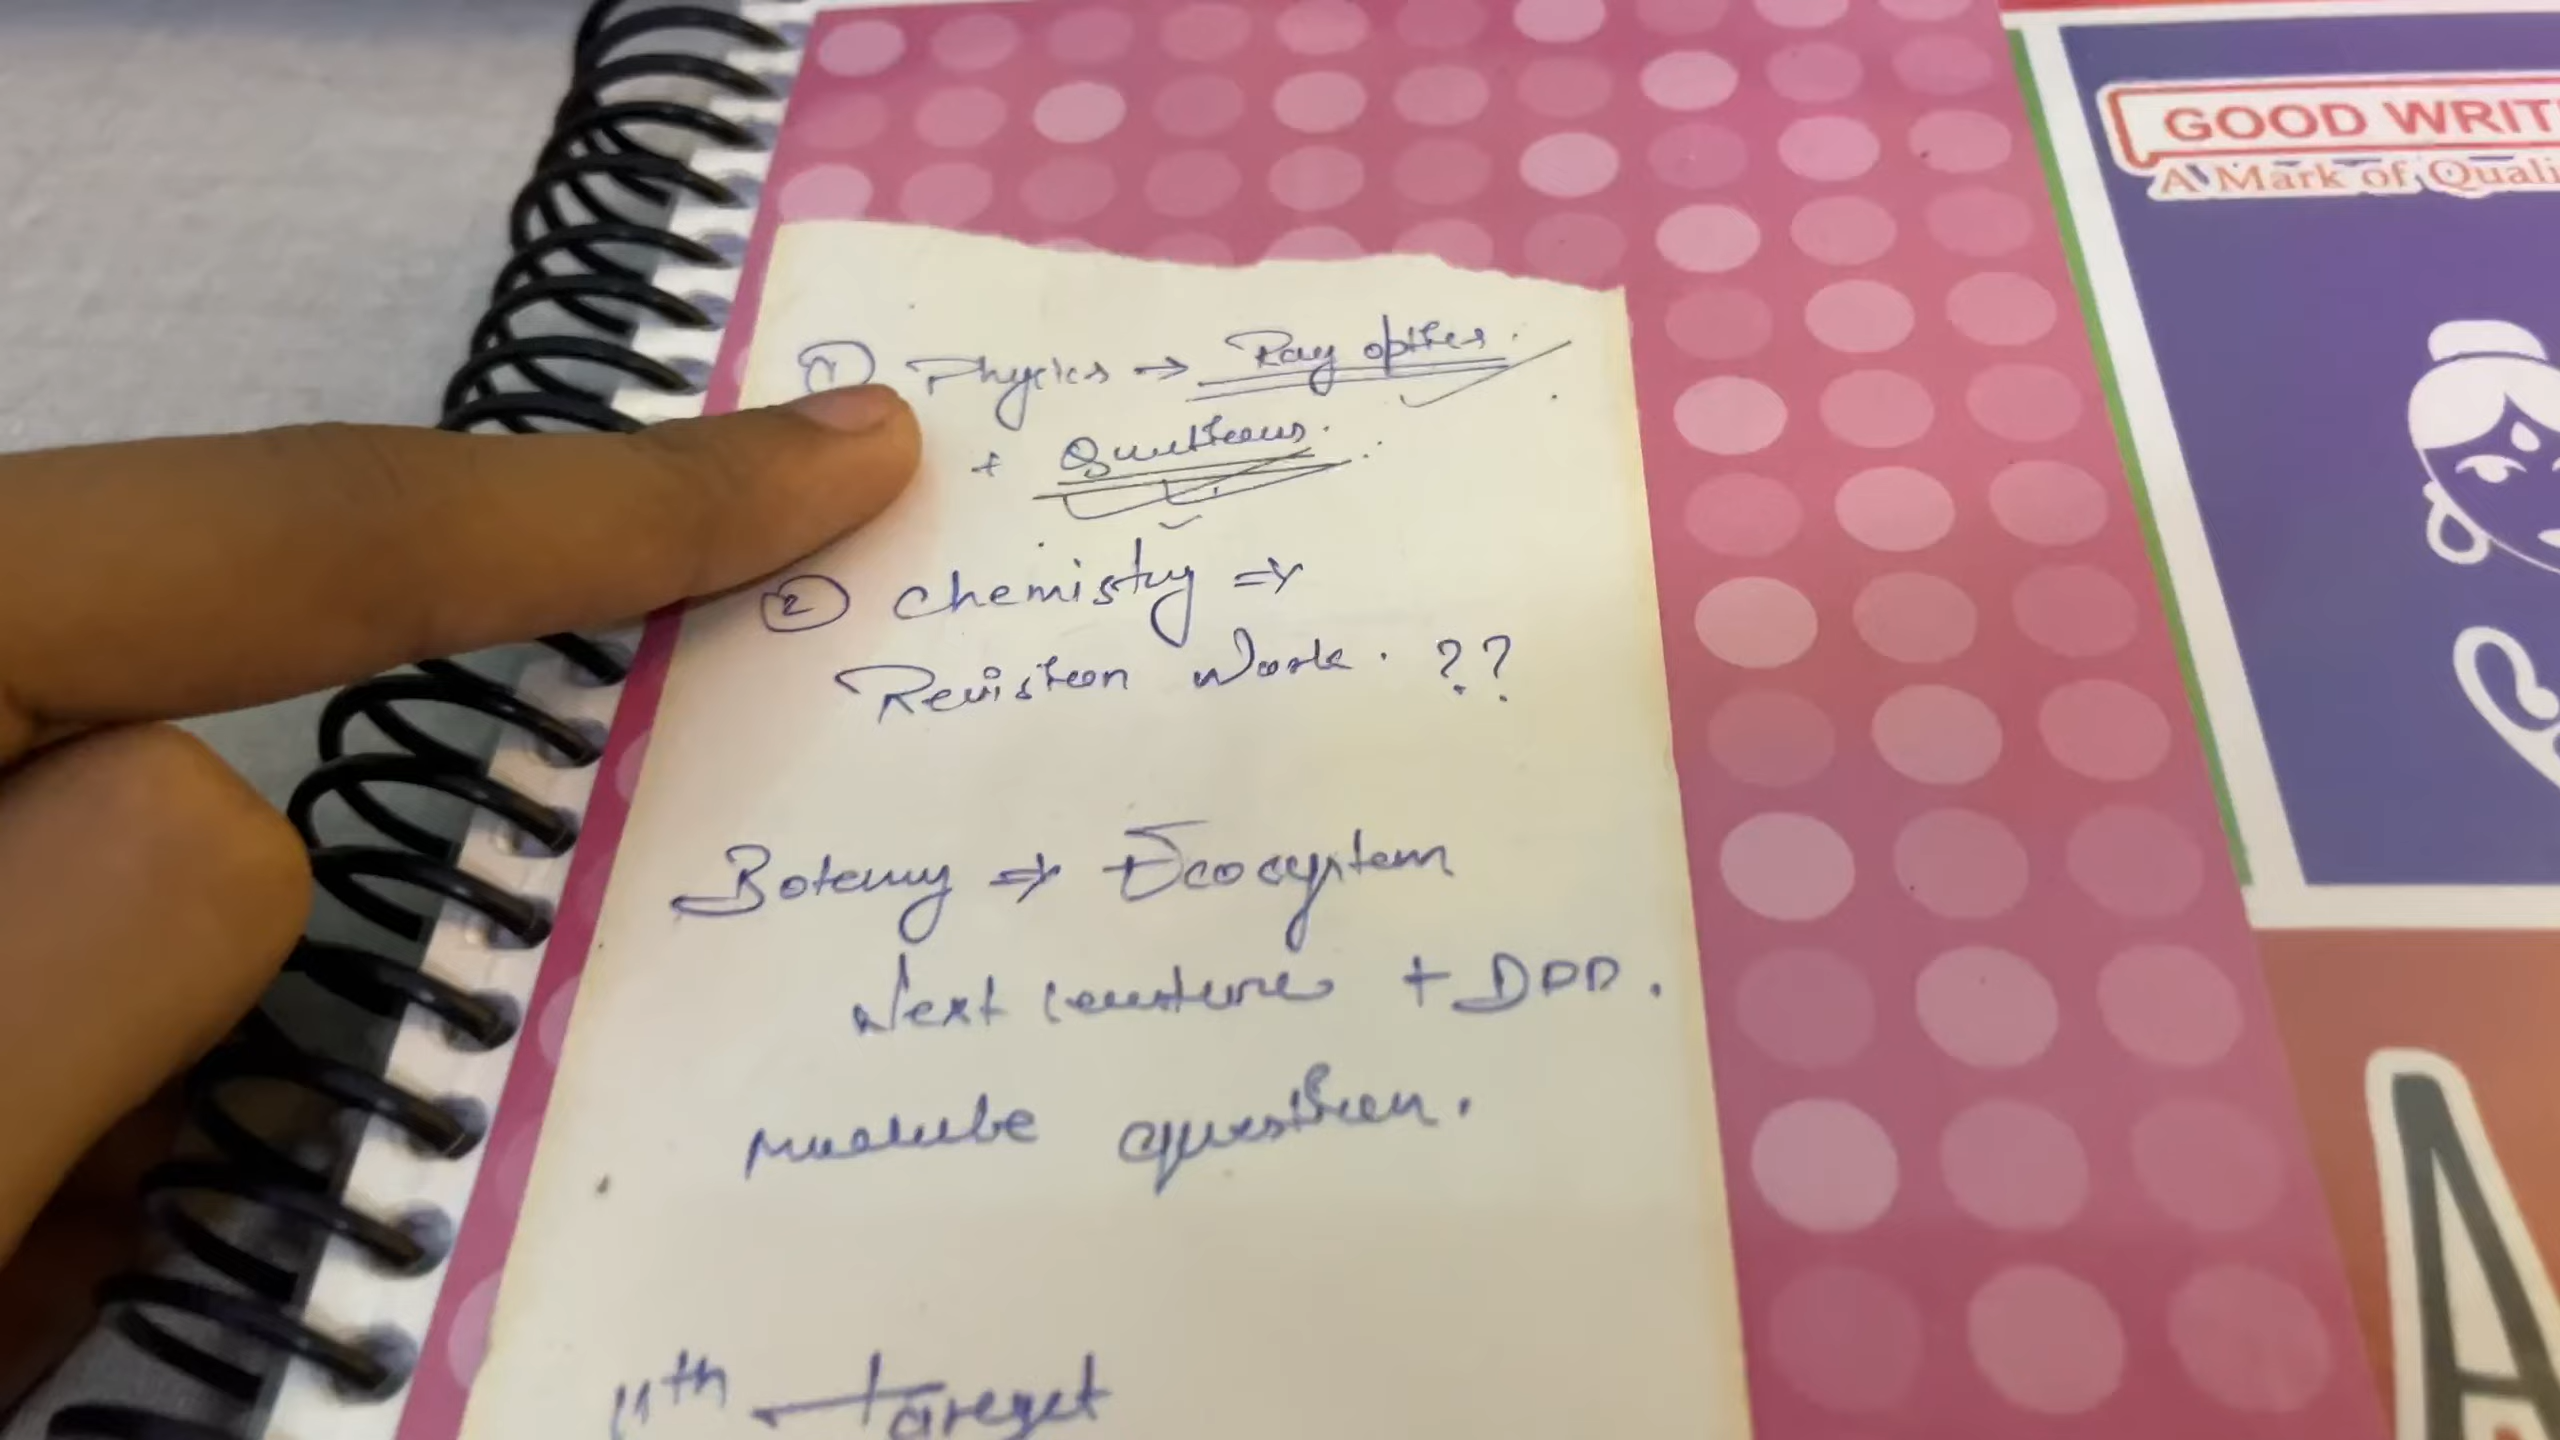 ① Physics → Ray optics.
+ Questions.
② Chemistry ⇒
Revision Work. ??
Botany ⇒ Ecosystem
Next lecture + DPP.
Module question.
11th Target
GOOD WRIT
A Mark of Quali
A